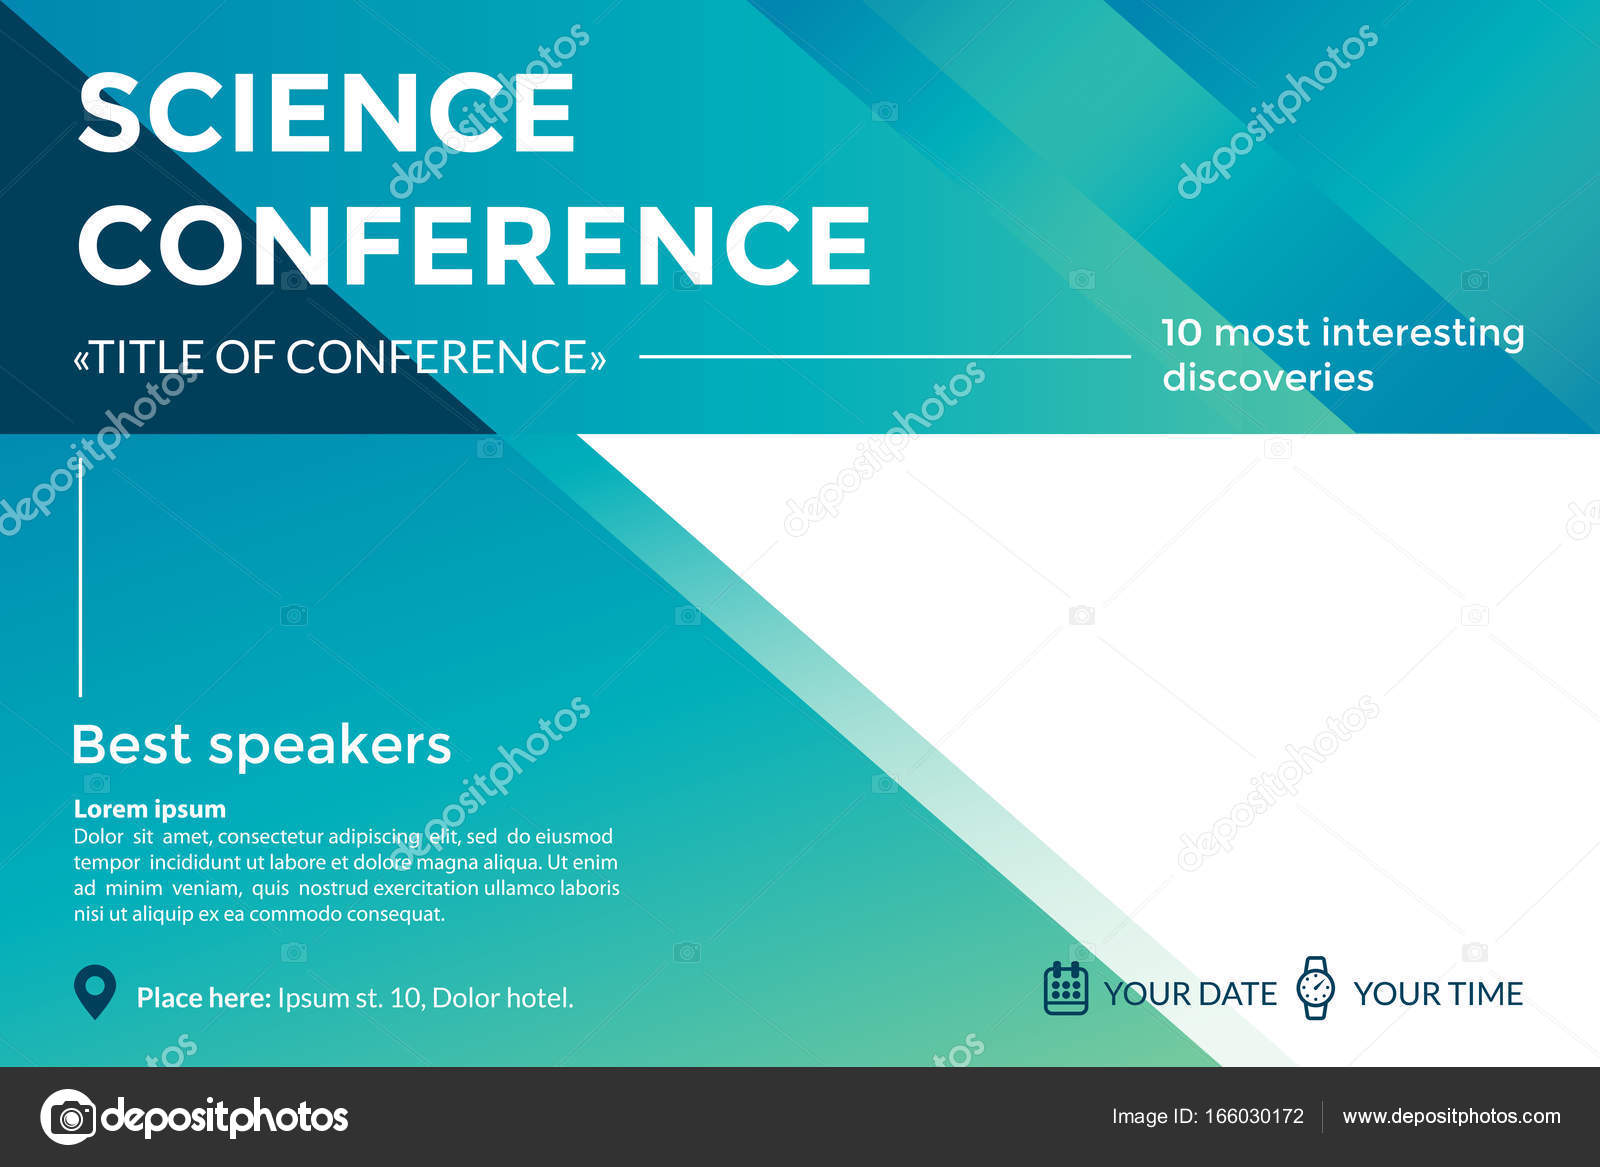 SCIENCE
CONFERENCE
«TITLE OF CONFERENCE»
10 most interesting
discoveries
Best speakers
Lorem ipsum
Dolor sit amet, consectetur adipiscing elit, sed do eiusmod
tempor incididunt ut labore et dolore magna aliqua. Ut enim
ad minim veniam, quis nostrud exercitation ullamco laboris
nisi ut aliquip ex ea commodo consequat.
Place here: Ipsum st. 10, Dolor hotel.
YOUR DATE
YOUR TIME
depositphotos
Image ID: 166030172
www.depositphotos.com